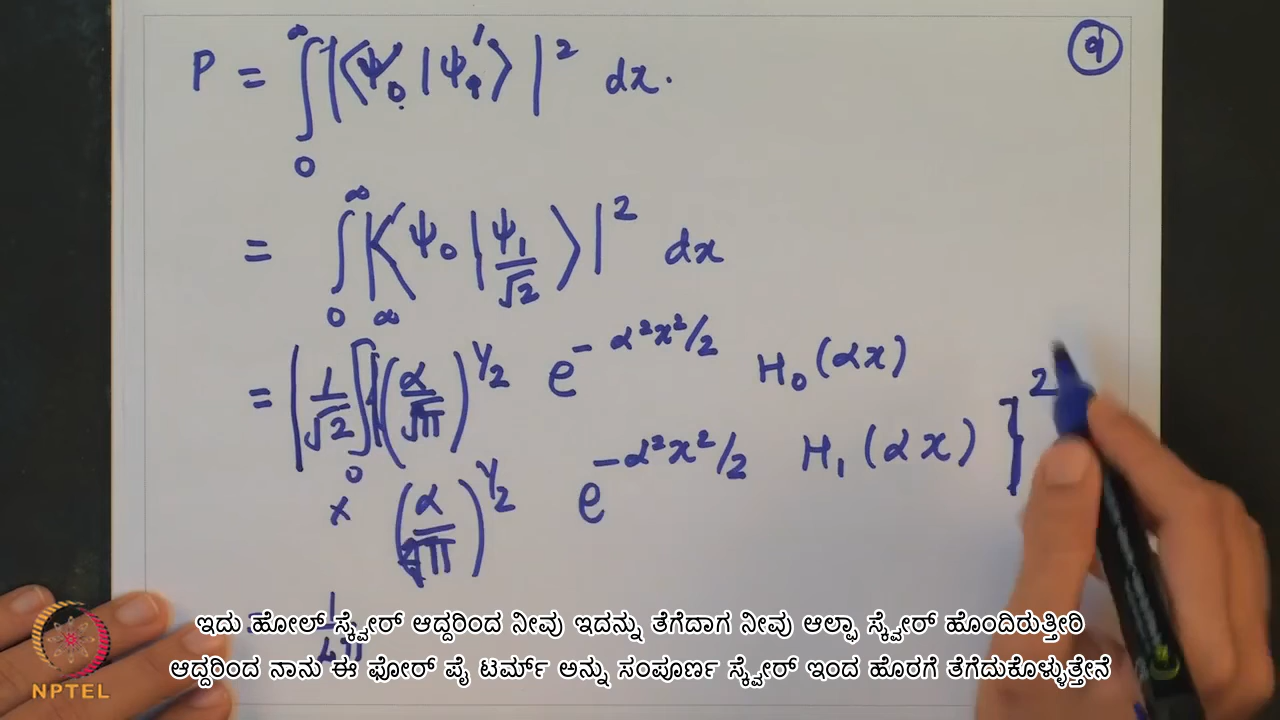 9
P = ∫₀^∞ |⟨ψ₀|ψ₀'⟩|² dx.
= ∫₀^∞ |⟨ψ₀|ψ₁/√2⟩|² dx
= (1/√2 ∫₀^∞ {(α/√π)^{1/2} e^{-α²x²/2} H₀(αx)
× (α/2√π)^{1/2} e^{-α²x²/2} H₁(αx)}²
= 1/4π
ಇದು ಹೋಲ್ ಸ್ಕ್ವೇರ್ ಆದ್ದರಿಂದ ನೀವು ಇದನ್ನು ತೆಗೆದಾಗ ನೀವು ಆಲ್ಫಾ ಸ್ಕ್ವೇರ್ ಹೊಂದಿರುತ್ತೀರಿ
ಆದ್ದರಿಂದ ನಾನು ಈ ಫೋರ್ ಪೈ ಟರ್ಮ್ ಅನ್ನು ಸಂಪೂರ್ಣ ಸ್ಕ್ವೇರ್ ಇಂದ ಹೊರಗೆ ತೆಗೆದುಕೊಳ್ಳುತ್ತೇನೆ
NPTEL